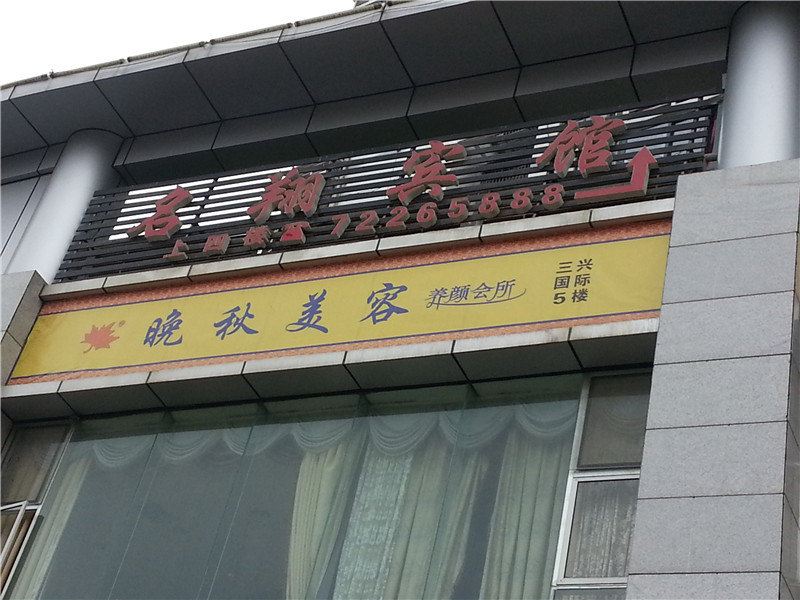 名翔宾馆
上四楼 72265888
晚秋美容 养颜会所
三兴
国际
5楼